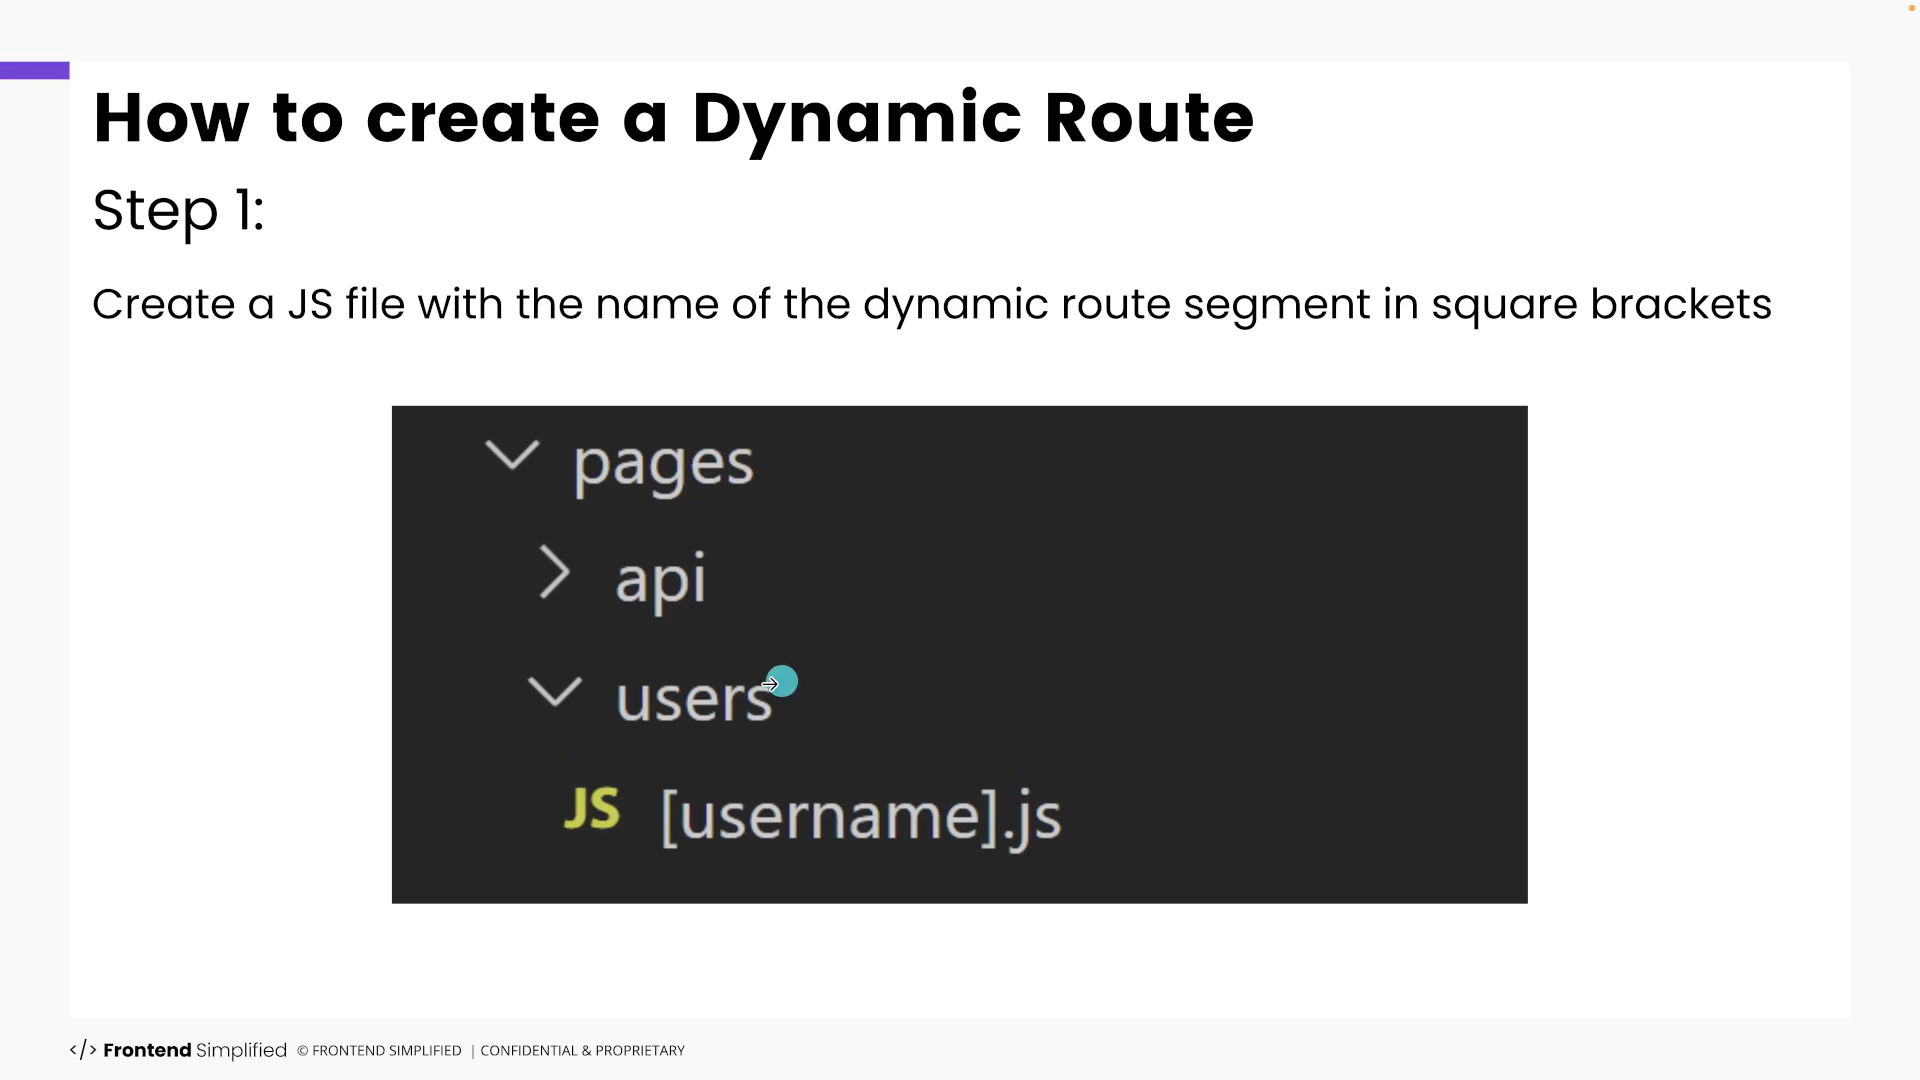 How to create a Dynamic Route
Step 1:
Create a JS file with the name of the dynamic route segment in square brackets
pages
api
users
JS [username].js
</> Frontend Simplified © FRONTEND SIMPLIFIED | CONFIDENTIAL & PROPRIETARY